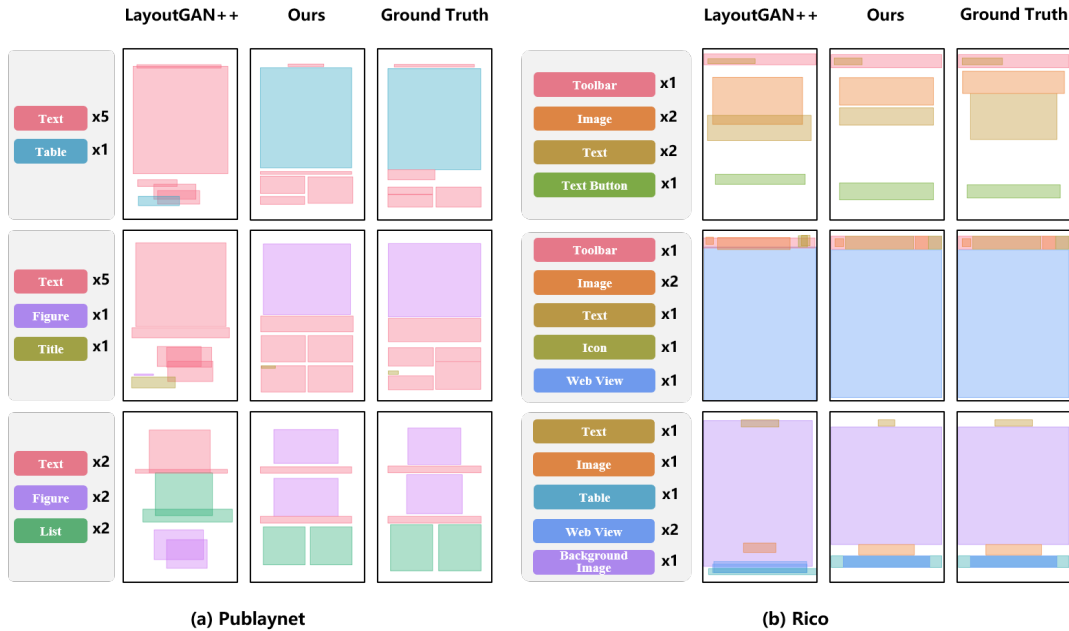 LayoutGAN++ Ours Ground Truth
Text x5
Table x1
Text x5
Figure x1
Title x1
Text x2
Figure x2
List x2
(a) Publaynet
LayoutGAN++ Ours Ground Truth
Toolbar x1
Image x2
Text x2
Text Button x1
Toolbar x1
Image x2
Text x1
Icon x1
Web View x1
Text x1
Image x1
Table x1
Web View x2
Background
Image x1
(b) Rico